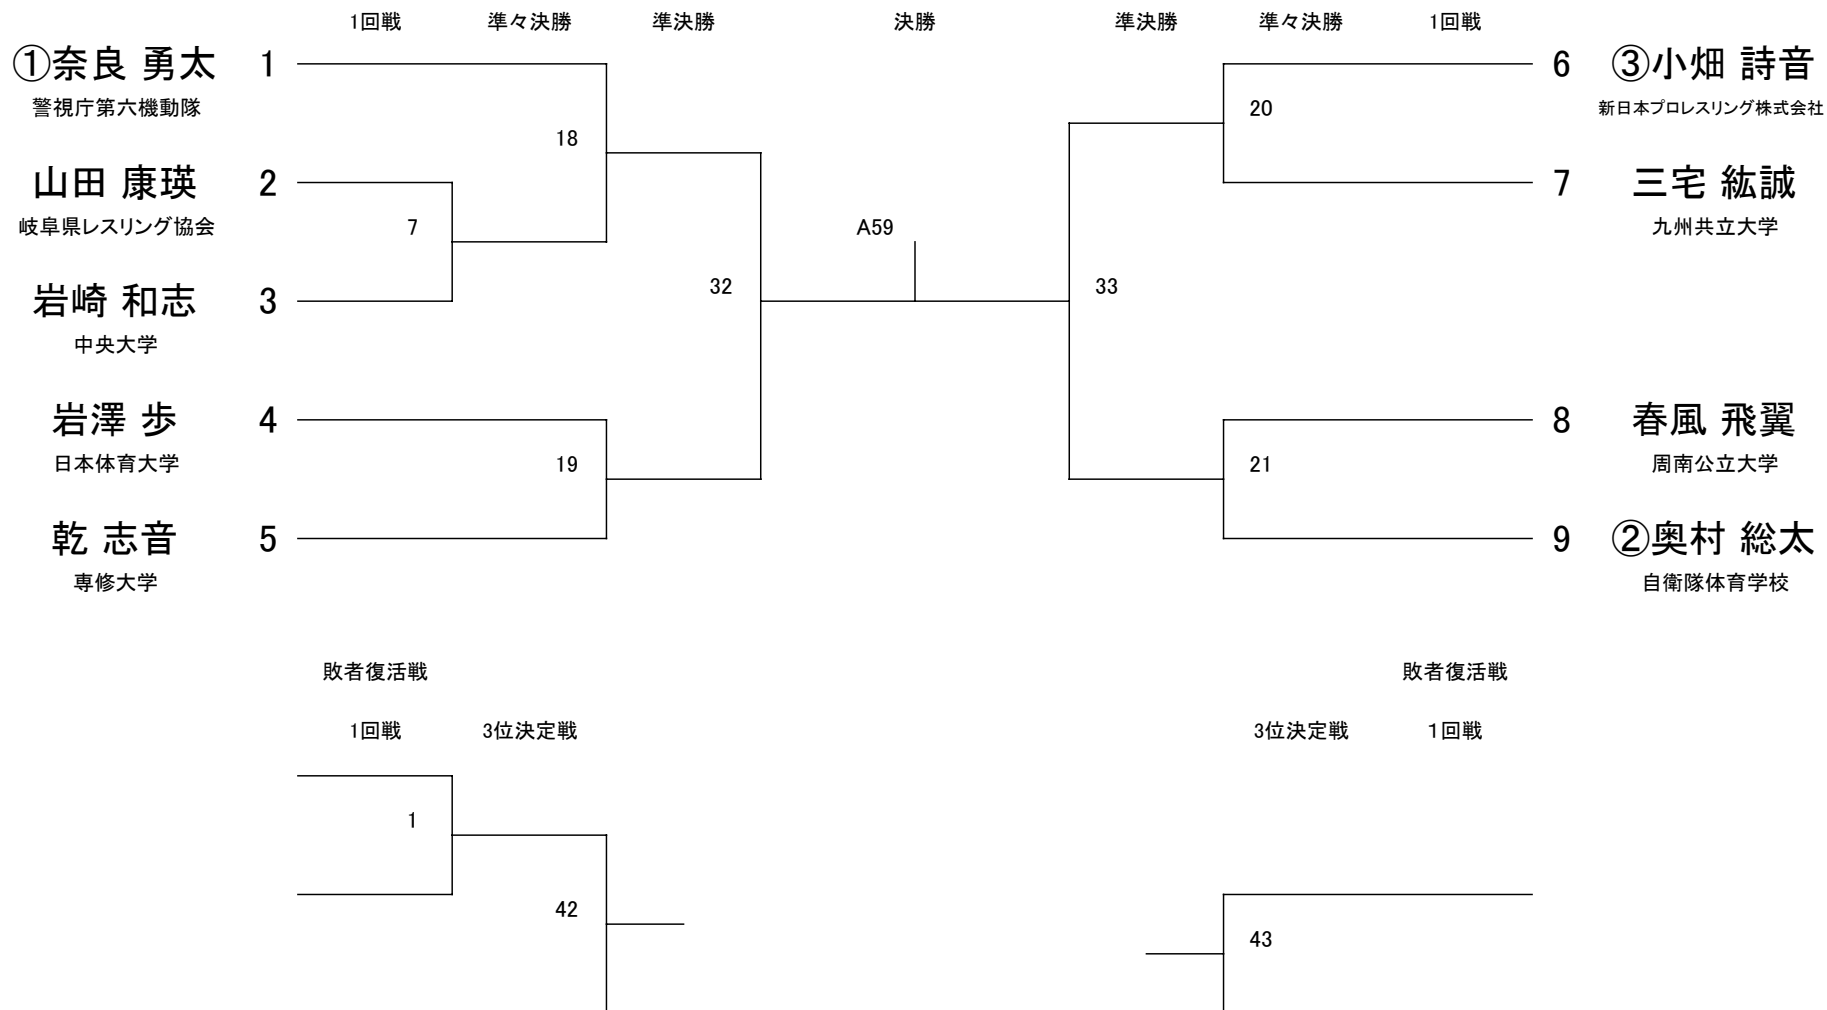 1回戦 準々決勝 準決勝 決勝 準決勝 準々決勝 1回戦
①奈良 勇太 1 6 ③小畑 詩音
警視庁第六機動隊 20 新日本プロレスリング株式会社
18
山田 康瑛 2 7 三宅 紘誠
岐阜県レスリング協会 7 A59 九州共立大学
岩崎 和志 3 32 33
中央大学
岩澤 歩 4 8 春風 飛翼
日本体育大学 19 21 周南公立大学
乾 志音 5 9 ②奥村 総太
専修大学 自衛隊体育学校
敗者復活戦 敗者復活戦
1回戦 3位決定戦 3位決定戦 1回戦
1
42
43